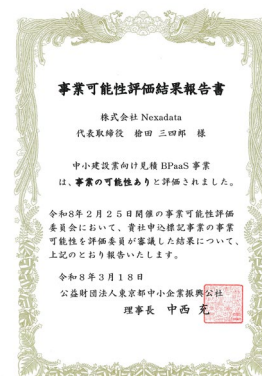 事業可能性評価結果報告書
株式会社 Nexadata
代表取締役 槍田 三四郎 様
中小建設業向け見積 BPaaS 事業
は、事業の可能性ありと評価されました。
令和8年2月25日開催の事業可能性評価
委員会において、貴社申込標記事業の事業
可能性を評価委員が審議した結果について、
上記のとおり報告いたします。
令和8年3月18日
公益財団法人東京都中小企業振興公社
理事長 中西 充